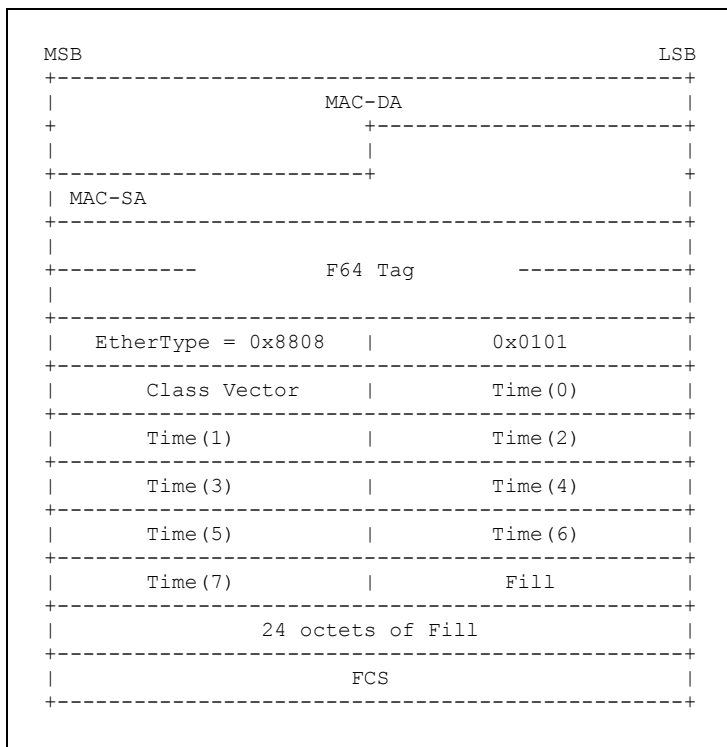 MSB LSB
MAC-DA
MAC-SA
F64 Tag
EtherType = 0x8808 | 0x0101
Class Vector | Time(0)
Time(1) | Time(2)
Time(3) | Time(4)
Time(5) | Time(6)
Time(7) | Fill
24 octets of Fill
FCS